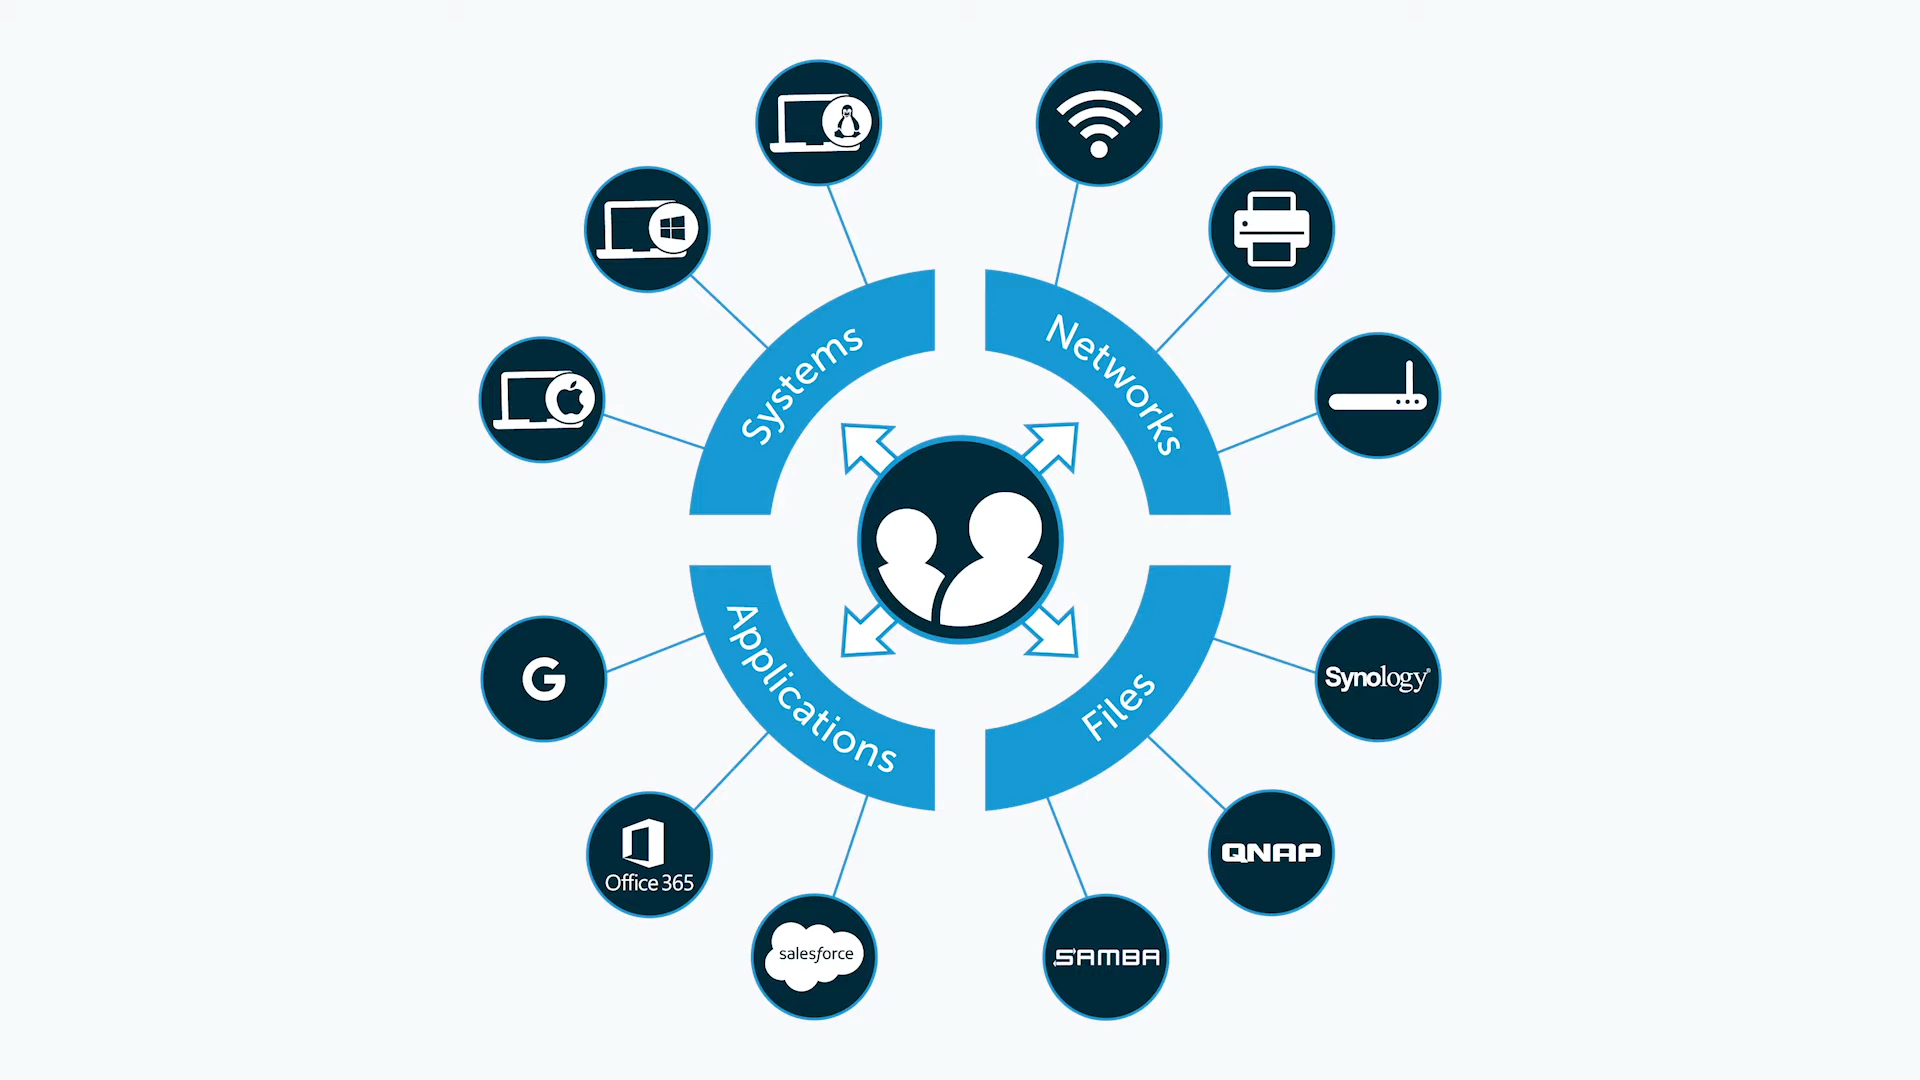 Systems
Networks
Applications
Files
G
Office 365
salesforce
Synology®
QNAP
SAMBA